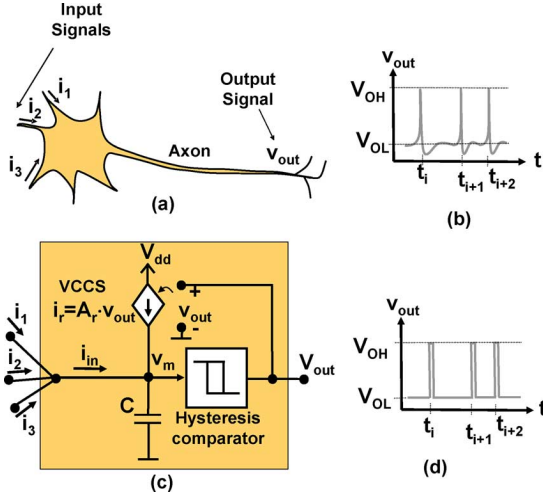 Input
Signals
i1
i2
i3
Output
Signal
Axon
vout
(a)
vout
VOH
VOL
ti
ti+1
ti+2
t
(b)
Vdd
VCCS
ir=Ar·vout
+
vout
-
i1
i2
i3
iin
vm
Vout
C
Hysteresis
comparator
(c)
vout
VOH
VOL
ti
ti+1
ti+2
t
(d)